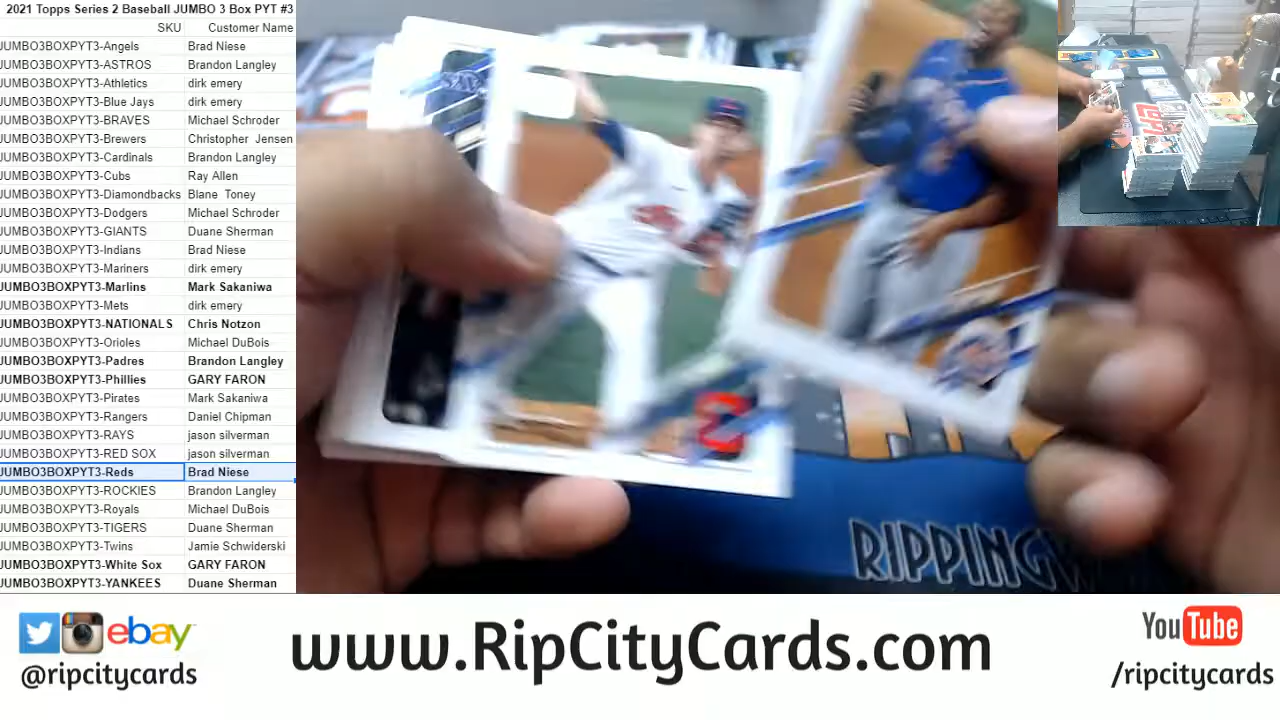 2021 Topps Series 2 Baseball JUMBO 3 Box PYT #3
SKU Customer Name
JUMBO3BOXPYT3-Angels Brad Niese
JUMBO3BOXPYT3-ASTROS Brandon Langley
JUMBO3BOXPYT3-Athletics dirk emery
JUMBO3BOXPYT3-Blue Jays dirk emery
JUMBO3BOXPYT3-BRAVES Michael Schroder
JUMBO3BOXPYT3-Brewers Christopher Jensen
JUMBO3BOXPYT3-Cardinals Brandon Langley
JUMBO3BOXPYT3-Cubs Ray Allen
JUMBO3BOXPYT3-Diamondbacks Blane Toney
JUMBO3BOXPYT3-Dodgers Michael Schroder
JUMBO3BOXPYT3-GIANTS Duane Sherman
JUMBO3BOXPYT3-Indians Brad Niese
JUMBO3BOXPYT3-Mariners dirk emery
JUMBO3BOXPYT3-Marlins Mark Sakaniwa
JUMBO3BOXPYT3-Mets dirk emery
JUMBO3BOXPYT3-NATIONALS Chris Notzon
JUMBO3BOXPYT3-Orioles Michael DuBois
JUMBO3BOXPYT3-Padres Brandon Langley
JUMBO3BOXPYT3-Phillies GARY FARON
JUMBO3BOXPYT3-Pirates Mark Sakaniwa
JUMBO3BOXPYT3-Rangers Daniel Chipman
JUMBO3BOXPYT3-RAYS jason silverman
JUMBO3BOXPYT3-RED SOX jason silverman
JUMBO3BOXPYT3-Reds Brad Niese
JUMBO3BOXPYT3-ROCKIES Brandon Langley
JUMBO3BOXPYT3-Royals Michael DuBois
JUMBO3BOXPYT3-TIGERS Duane Sherman
JUMBO3BOXPYT3-Twins Jamie Schwiderski
JUMBO3BOXPYT3-White Sox GARY FARON
JUMBO3BOXPYT3-YANKEES Duane Sherman
RIPPING
ebay
@ripcitycards
www.RipCityCards.com
YouTube
/ripcitycards